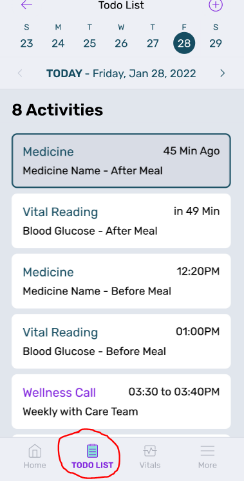 Todo List
S M T W T F S
23 24 25 26 27 28 29
TODAY - Friday, Jan 28, 2022
8 Activities
Medicine 45 Min Ago
Medicine Name - After Meal
Vital Reading in 49 Min
Blood Glucose - After Meal
Medicine 12:20PM
Medicine Name - Before Meal
Vital Reading 01:00PM
Blood Glucose - Before Meal
Wellness Call 03:30 to 03:40PM
Weekly with Care Team
Home TODO LIST Vitals More